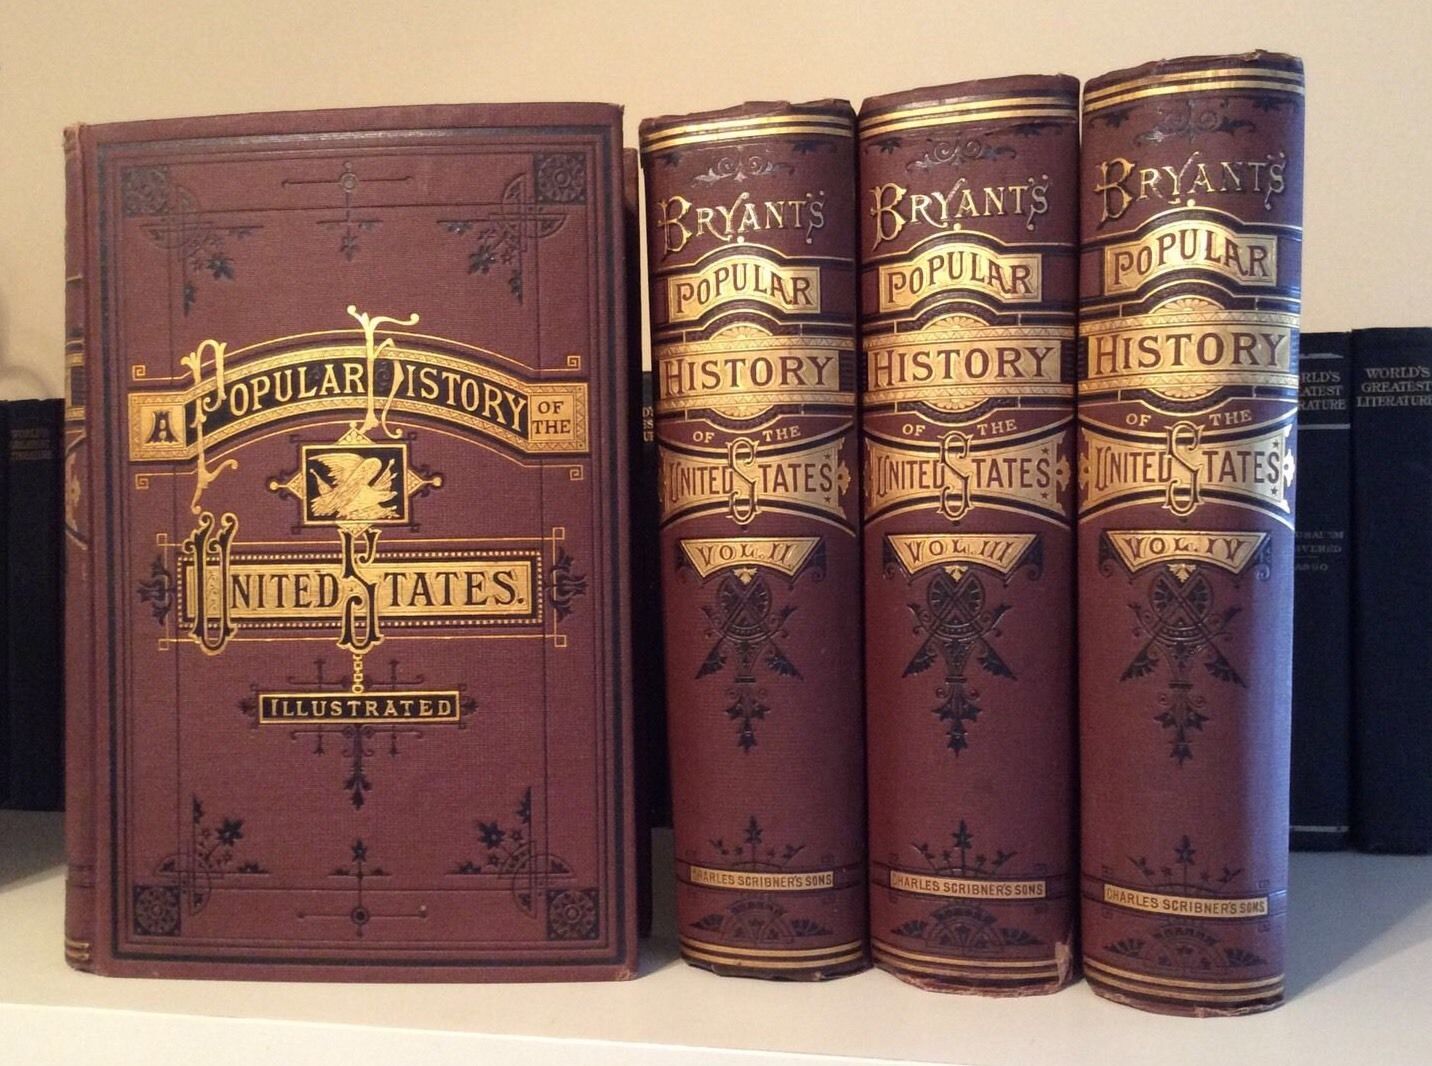 A POPULAR HISTORY OF THE
UNITED STATES.
ILLUSTRATED
BRYANT'S
POPULAR
HISTORY
OF THE
UNITED STATES
VOL. II.
CHARLES SCRIBNER'S SONS
BRYANT'S
POPULAR
HISTORY
OF THE
UNITED STATES
VOL. III.
CHARLES SCRIBNER'S SONS
BRYANT'S
POPULAR
HISTORY
OF THE
UNITED STATES
VOL. IV
CHARLES SCRIBNER'S SONS
WORLD'S
GREATEST
LITERATURE